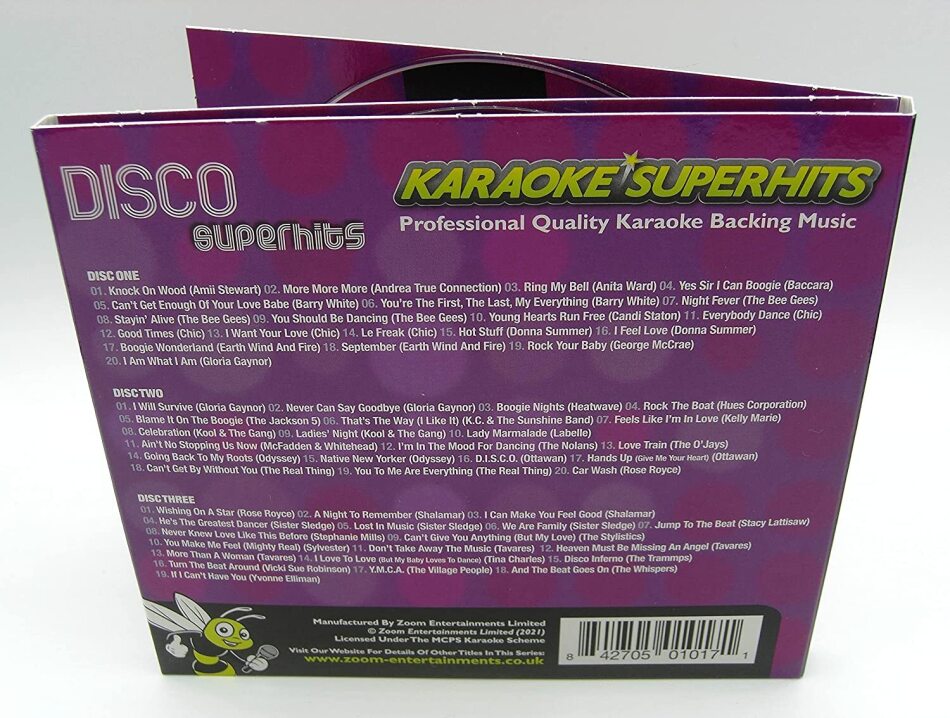 DISCO
superhits
KARAOKE SUPERHITS
Professional Quality Karaoke Backing Music
DISC ONE
01. Knock On Wood (Amii Stewart) 02. More More More (Andrea True Connection) 03. Ring My Bell (Anita Ward) 04. Yes Sir I Can Boogie (Baccara)
05. Can't Get Enough Of Your Love Babe (Barry White) 06. You're The First, The Last, My Everything (Barry White) 07. Night Fever (The Bee Gees)
08. Stayin' Alive (The Bee Gees) 09. You Should Be Dancing (The Bee Gees) 10. Young Hearts Run Free (Candi Staton) 11. Everybody Dance (Chic)
12. Good Times (Chic) 13. I Want Your Love (Chic) 14. Le Freak (Chic) 15. Hot Stuff (Donna Summer) 16. I Feel Love (Donna Summer)
17. Boogie Wonderland (Earth Wind And Fire) 18. September (Earth Wind And Fire) 19. Rock Your Baby (George McCrae)
20. I Am What I Am (Gloria Gaynor)
DISC TWO
01. I Will Survive (Gloria Gaynor) 02. Never Can Say Goodbye (Gloria Gaynor) 03. Boogie Nights (Heatwave) 04. Rock The Boat (Hues Corporation)
05. Blame It On The Boogie (The Jackson 5) 06. That's The Way (I Like It) (K.C. & The Sunshine Band) 07. Feels Like I'm In Love (Kelly Marie)
08. Celebration (Kool & The Gang) 09. Ladies' Night (Kool & The Gang) 10. Lady Marmalade (Labelle)
11. Ain't No Stopping Us Now (McFadden & Whitehead) 12. I'm In The Mood For Dancing (The Nolans) 13. Love Train (The O'Jays)
14. Going Back To My Roots (Odyssey) 15. Native New Yorker (Odyssey) 16. D.I.S.C.O. (Ottawan) 17. Hands Up (Give Me Your Heart) (Ottawan)
18. Can't Get By Without You (The Real Thing) 19. You To Me Are Everything (The Real Thing) 20. Car Wash (Rose Royce)
DISC THREE
01. Wishing On A Star (Rose Royce) 02. A Night To Remember (Shalamar) 03. I Can Make You Feel Good (Shalamar)
04. He's The Greatest Dancer (Sister Sledge) 05. Lost In Music (Sister Sledge) 06. We Are Family (Sister Sledge) 07. Jump To The Beat (Stacy Lattisaw)
08. Never Knew Love Like This Before (Stephanie Mills) 09. Can't Give You Anything (But My Love) (The Stylistics)
10. You Make Me Feel (Mighty Real) (Sylvester) 11. Don't Take Away The Music (Tavares) 12. Heaven Must Be Missing An Angel (Tavares)
13. More Than A Woman (Tavares) 14. I Love To Love (But My Baby Loves To Dance) (Tina Charles) 15. Disco Inferno (The Trammps)
16. Turn The Beat Around (Vicki Sue Robinson) 17. Y.M.C.A. (The Village People) 18. And The Beat Goes On (The Whispers)
19. If I Can't Have You (Yvonne Elliman)
Manufactured By Zoom Entertainments Limited
© Zoom Entertainments Limited (2021)
Licensed Under The MCPS Karaoke Scheme
Visit Our Website For Details Of Other Titles In This Series:
www.zoom-entertainments.co.uk
8 42705 01017 1